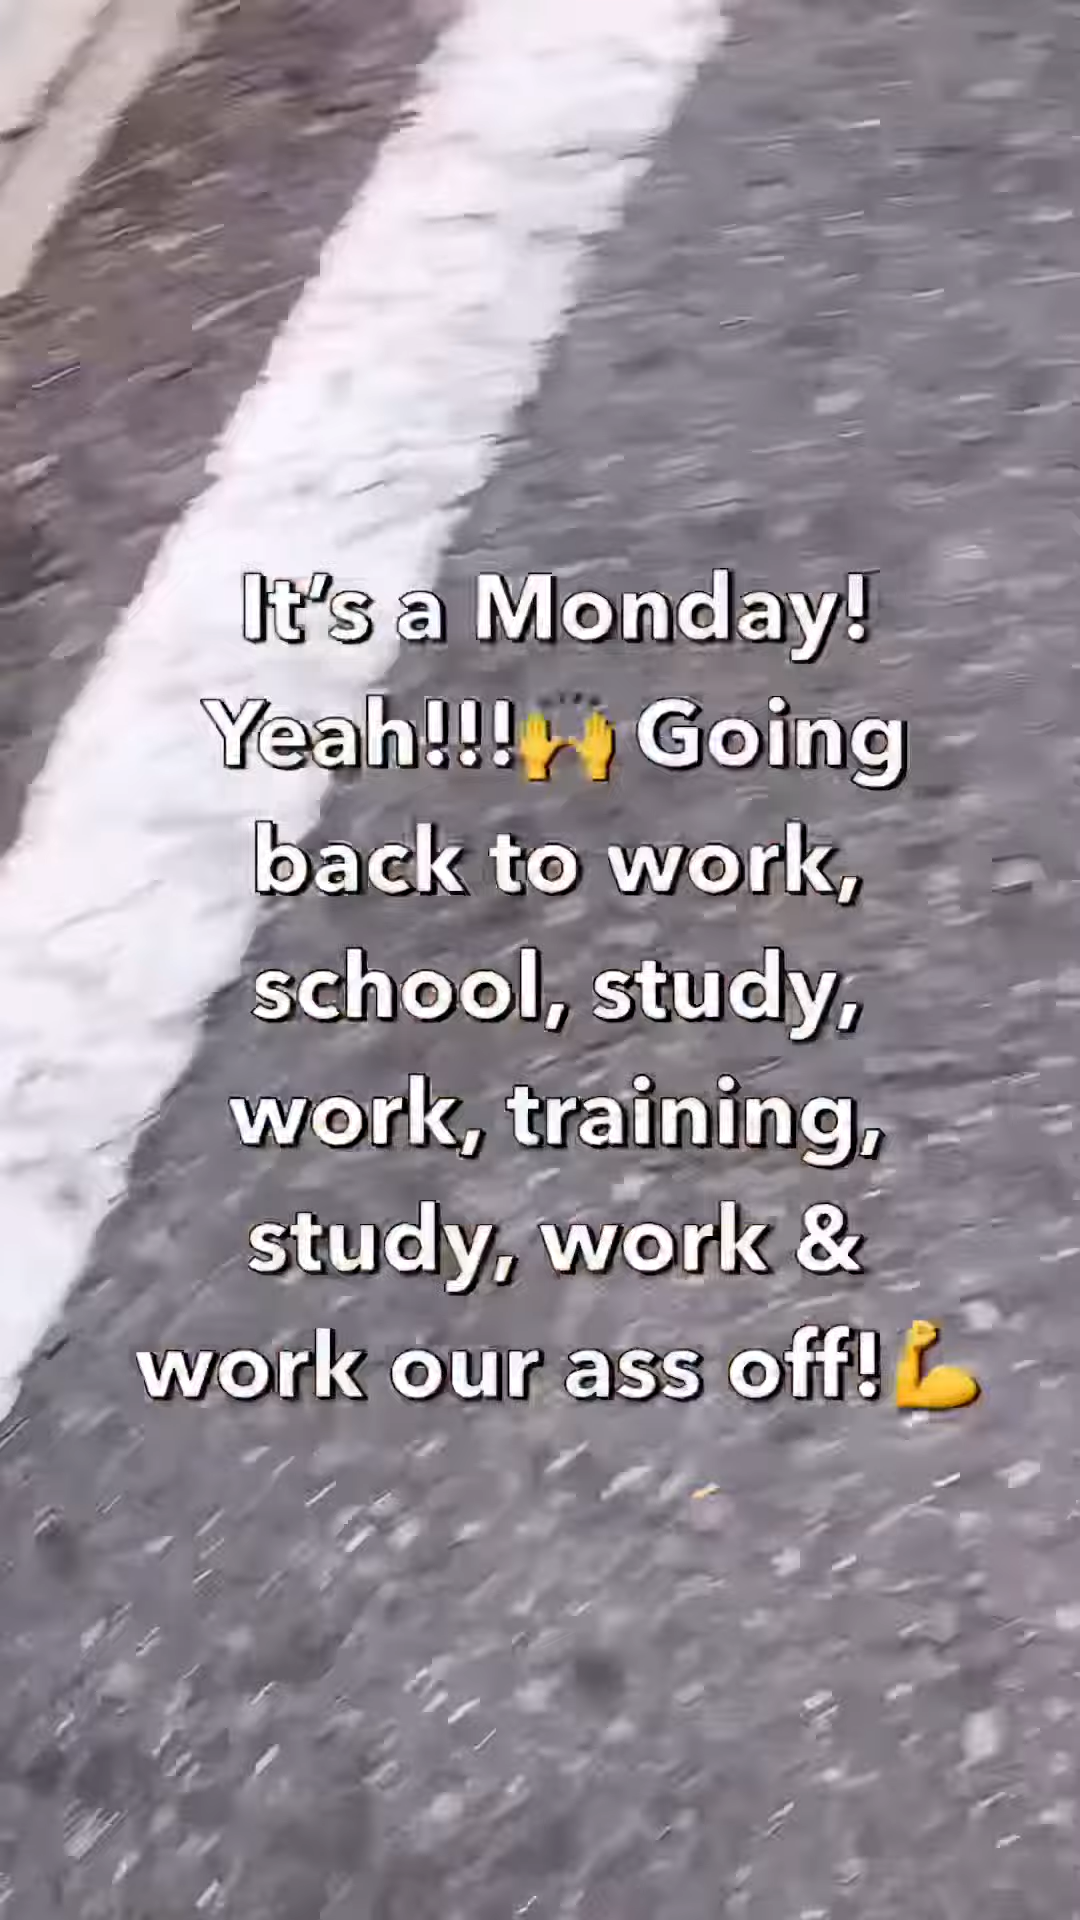 It's a Monday!
Yeah!!!🙌 Going
back to work,
school, study,
work, training,
study, work &
work our ass off!💪